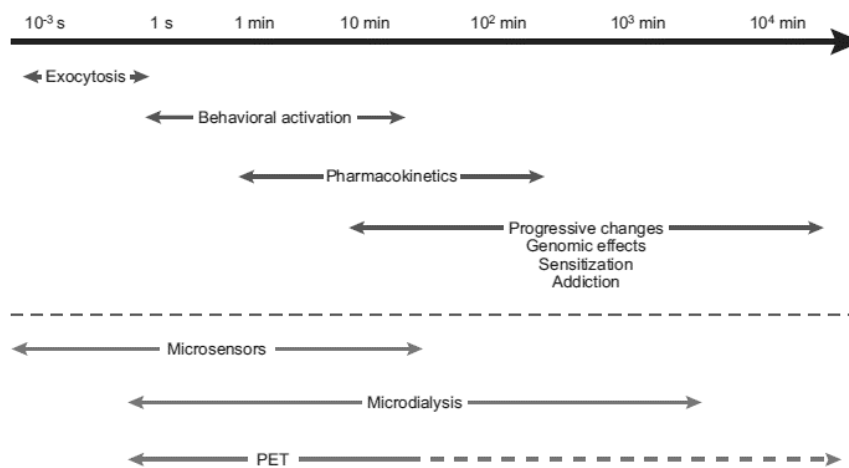 10⁻³ s 1 s 1 min 10 min 10² min 10³ min 10⁴ min
Exocytosis
Behavioral activation
Pharmacokinetics
Progressive changes
Genomic effects
Sensitization
Addiction
Microsensors
Microdialysis
PET